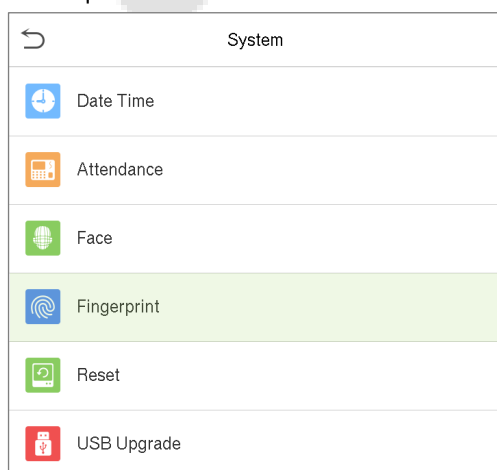 System
Date Time
Attendance
Face
Fingerprint
Reset
USB Upgrade